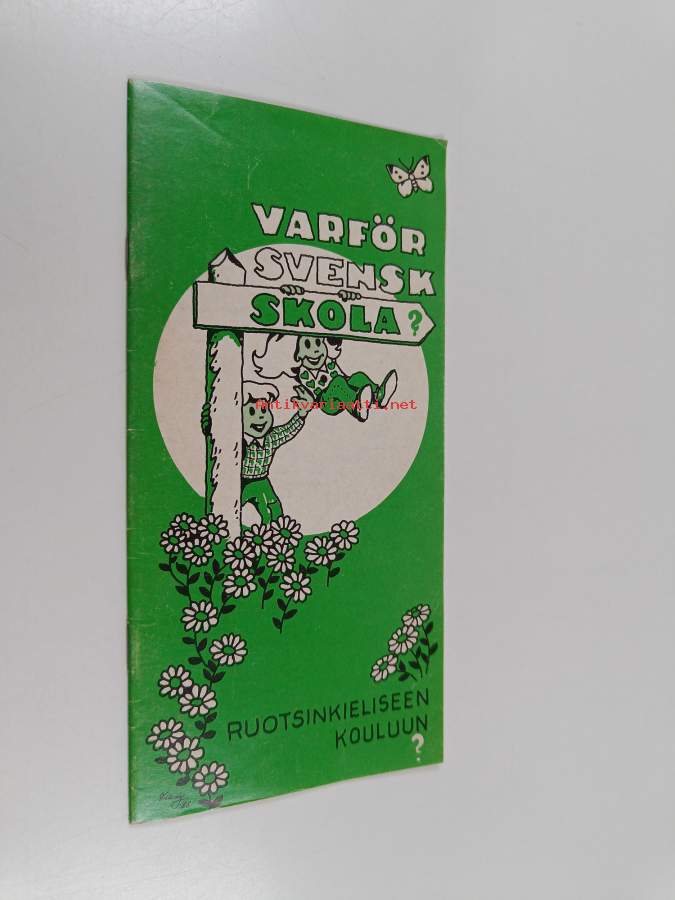 VARFÖR
SVENSK
SKOLA?
Antikvariaatti.net
RUOTSINKIELISEEN
KOULUUN
?